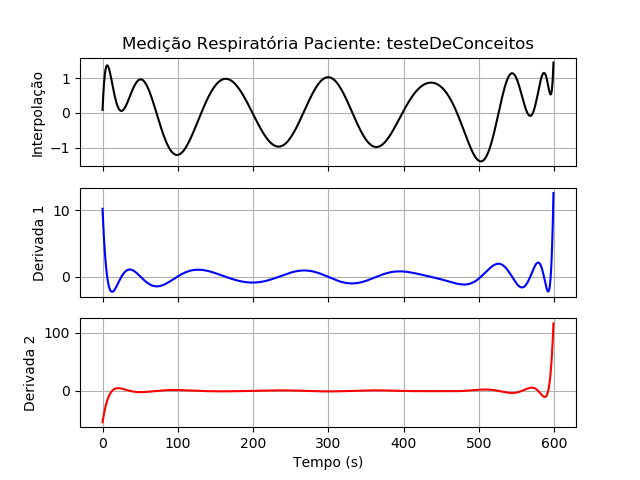 Medição Respiratória Paciente: testeDeConceitos
Interpolação
1
0
−1
Derivada 1
10
0
Derivada 2
100
0
0 100 200 300 400 500 600
Tempo (s)